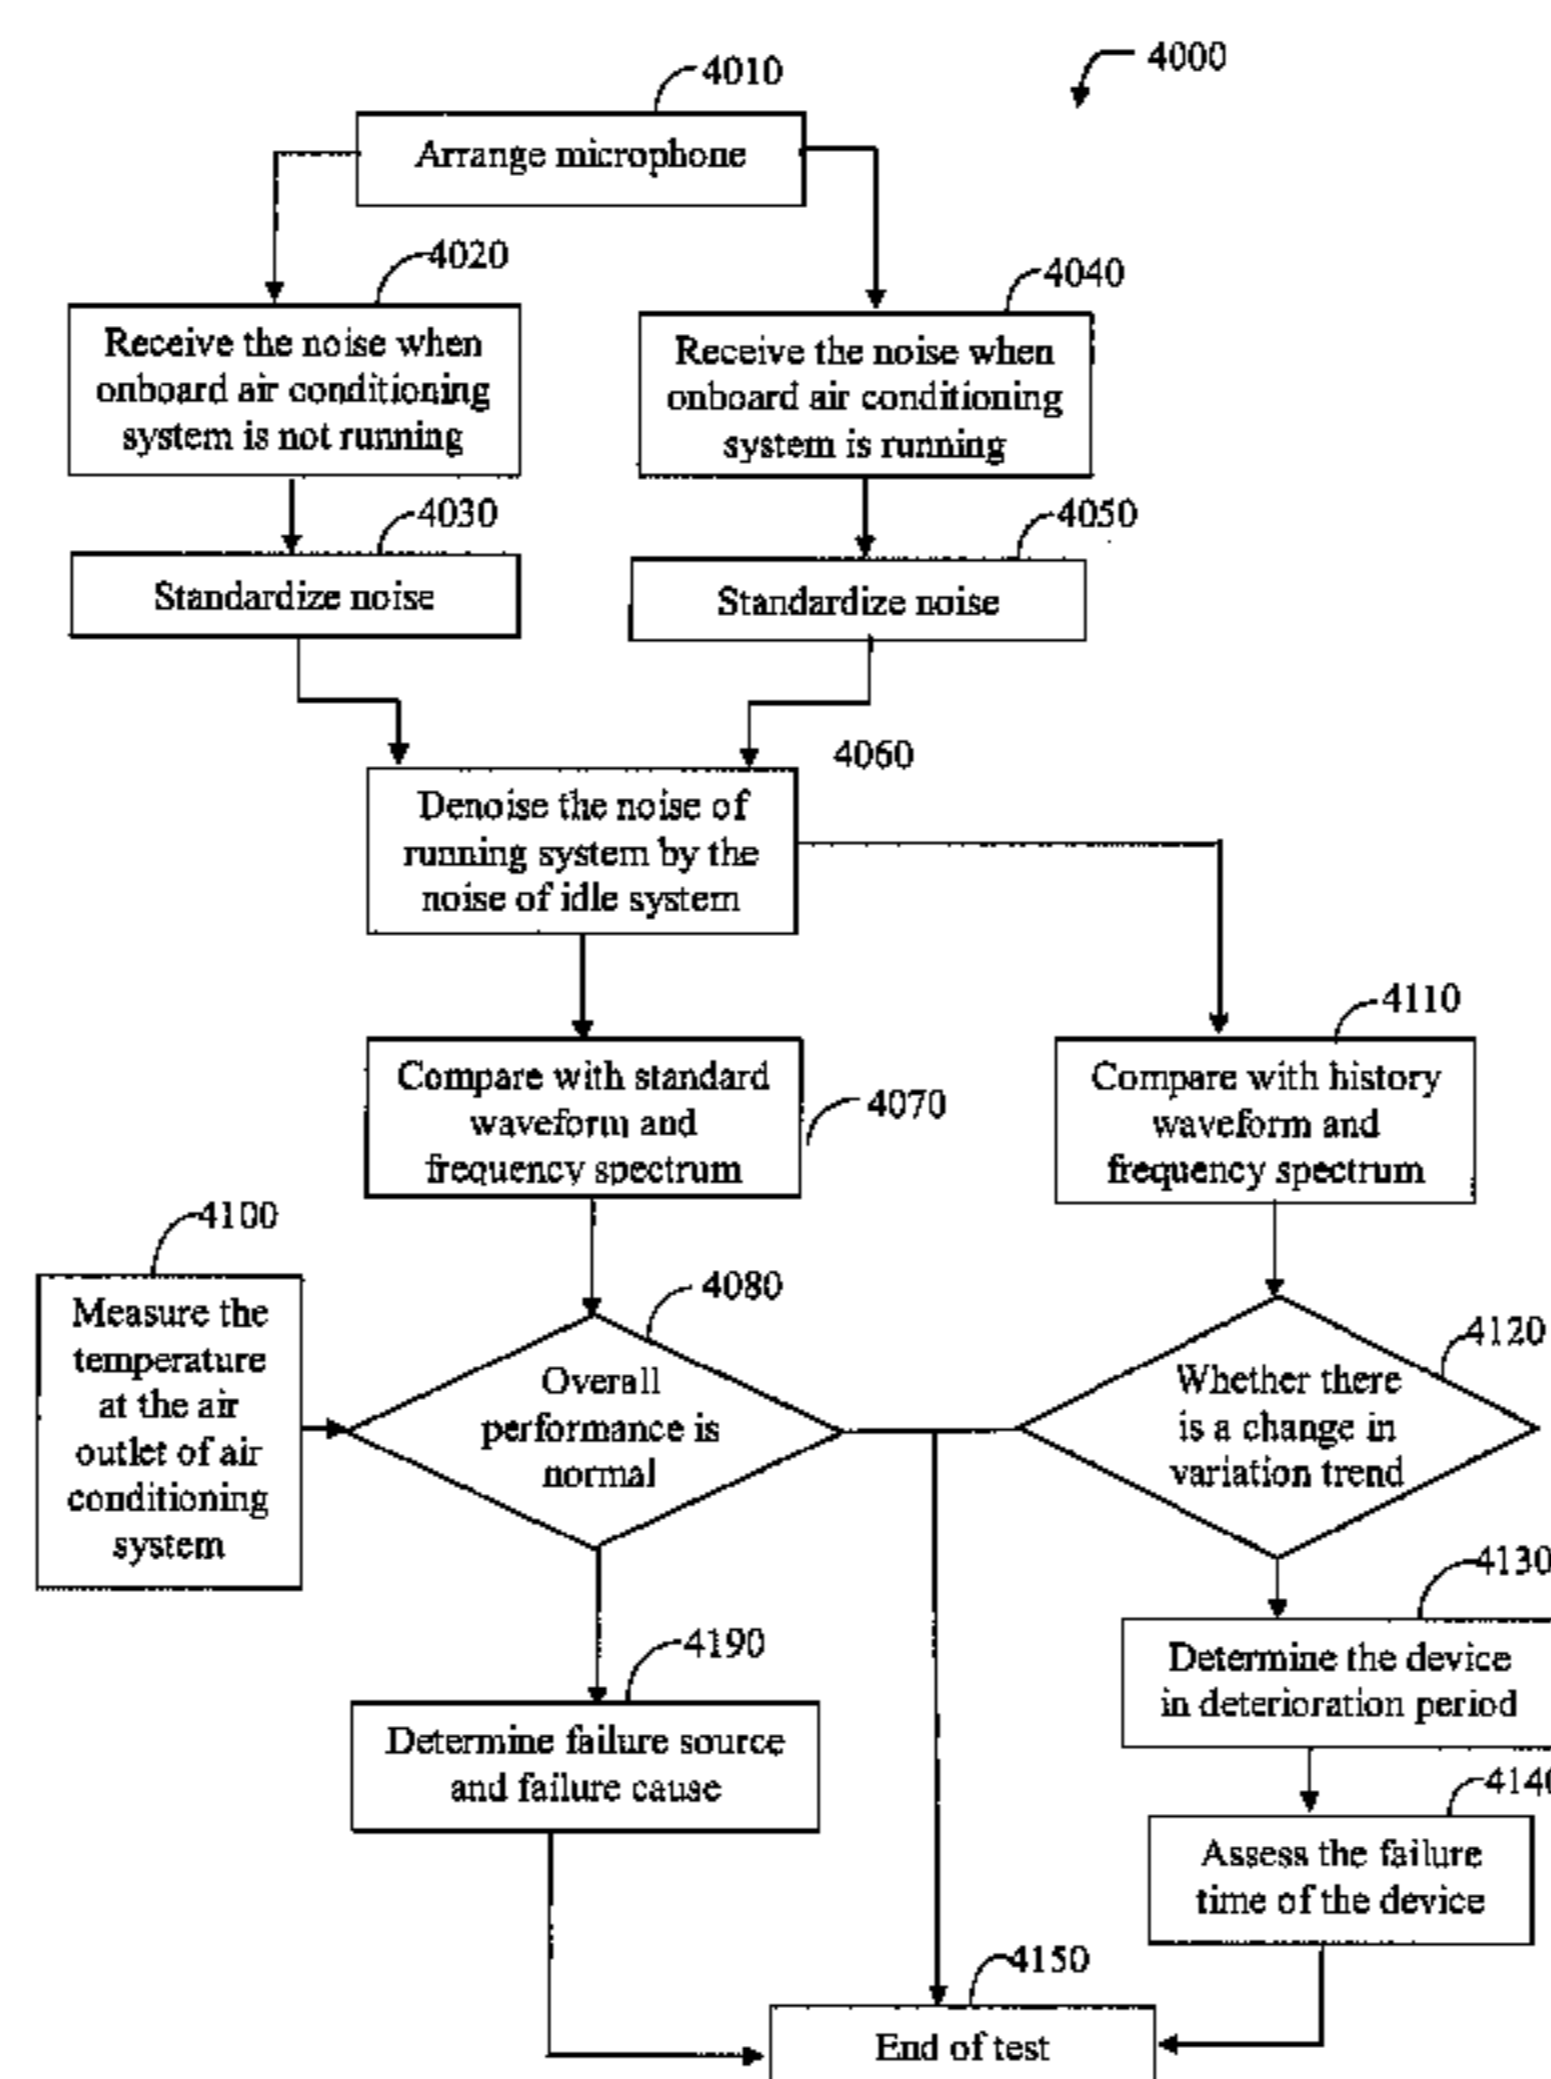 4000
4010
Arrange microphone
4020
Receive the noise when
onboard air conditioning
system is not running
4040
Receive the noise when
onboard air conditioning
system is running
4030
Standardize noise
4050
Standardize noise
4060
Denoise the noise of
running system by the
noise of idle system
4070
Compare with standard
waveform and
frequency spectrum
4110
Compare with history
waveform and
frequency spectrum
4100
Measure the
temperature
at the air
outlet of air
conditioning
system
4080
Overall
performance is
normal
4120
Whether there
is a change in
variation trend
4190
Determine failure source
and failure cause
4130
Determine the device
in deterioration period
4140
Assess the failure
time of the device
4150
End of test